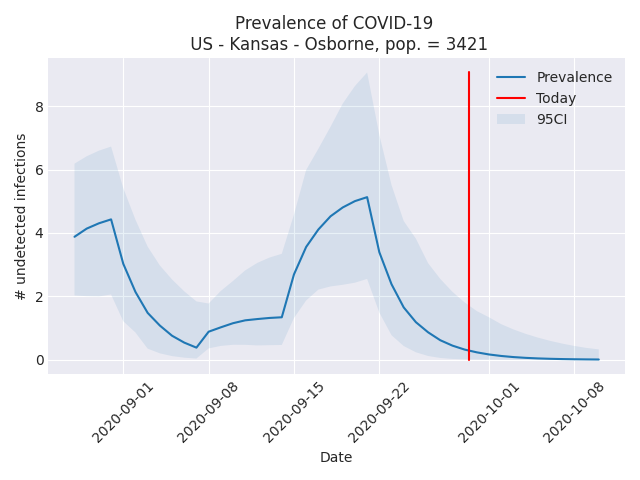 Prevalence of COVID-19
US - Kansas - Osborne, pop. = 3421
Prevalence
Today
95CI
# undetected infections
8
6
4
2
0
2020-09-01
2020-09-08
2020-09-15
2020-09-22
2020-10-01
2020-10-08
Date